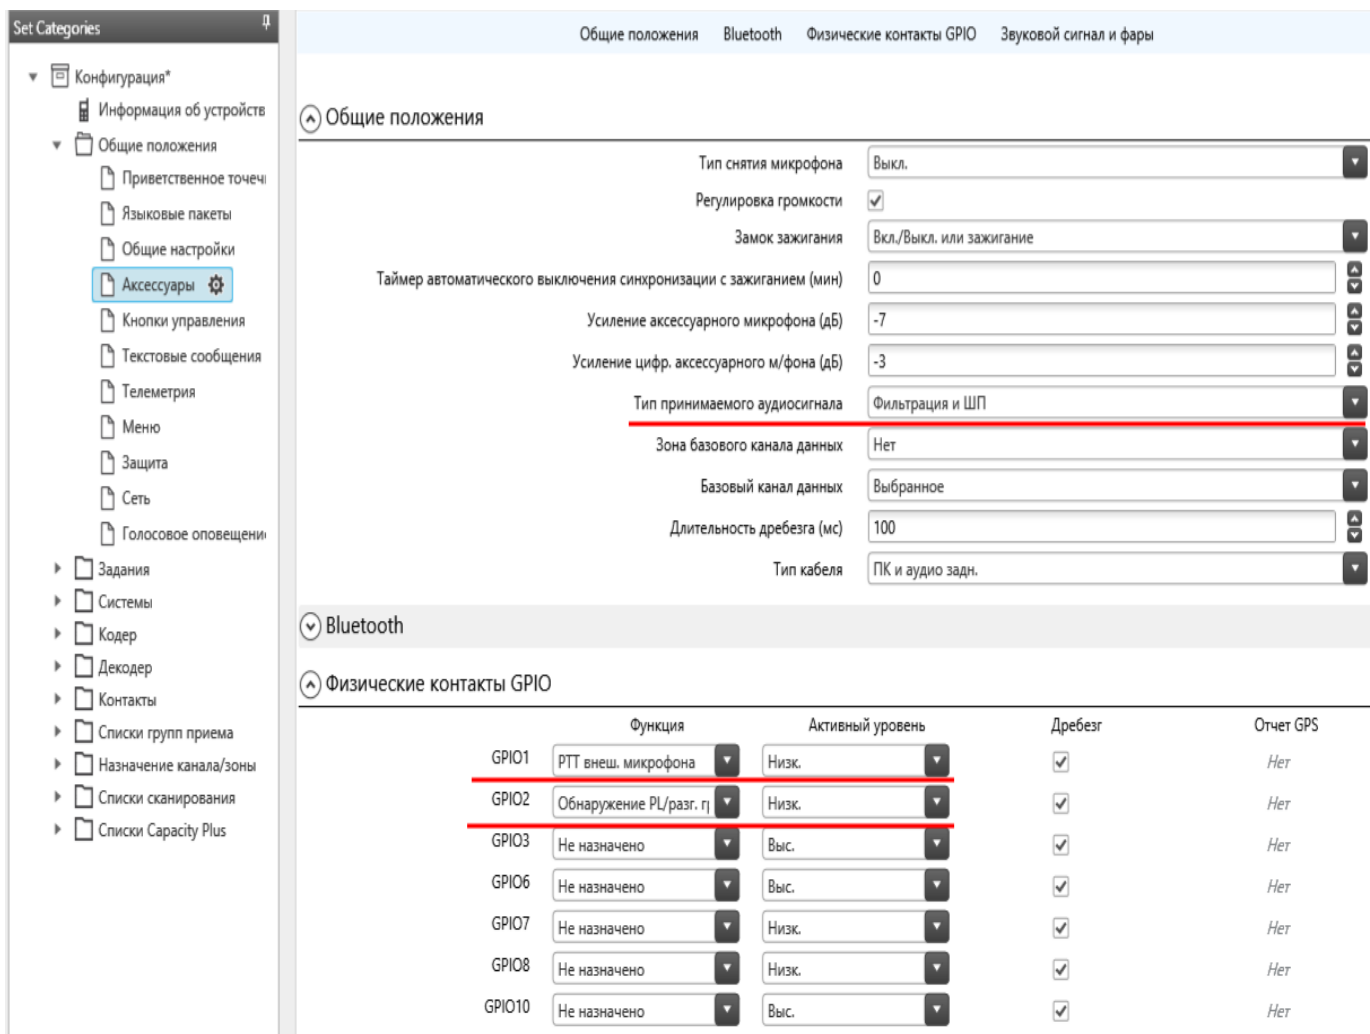 Set Categories
Конфигурация*
Информация об устройств
Общие положения
Приветственное точеч
Языковые пакеты
Общие настройки
Аксессуары
Кнопки управления
Текстовые сообщения
Телеметрия
Меню
Защита
Сеть
Голосовое оповещение
Задания
Системы
Кодер
Декодер
Контакты
Списки групп приема
Назначение канала/зоны
Списки сканирования
Списки Capacity Plus
Общие положения Bluetooth Физические контакты GPIO Звуковой сигнал и фары
Общие положения
Тип снятия микрофона Выкл.
Регулировка громкости
Замок зажигания Вкл./Выкл. или зажигание
Таймер автоматического выключения синхронизации с зажиганием (мин) 0
Усиление аксессуарного микрофона (дБ) -7
Усиление цифр. аксессуарного м/фона (дБ) -3
Тип принимаемого аудиосигнала Фильтрация и ШП
Зона базового канала данных Нет
Базовый канал данных Выбранное
Длительность дребезга (мс) 100
Тип кабеля ПК и аудио задн.
Bluetooth
Физические контакты GPIO
Функция Активный уровень Дребезг Отчет GPS
GPIO1 PTT внеш. микрофона Низк. Нет
GPIO2 Обнаружение PL/разг. гр Низк. Нет
GPIO3 Не назначено Выс. Нет
GPIO6 Не назначено Выс. Нет
GPIO7 Не назначено Низк. Нет
GPIO8 Не назначено Низк. Нет
GPIO10 Не назначено Выс. Нет